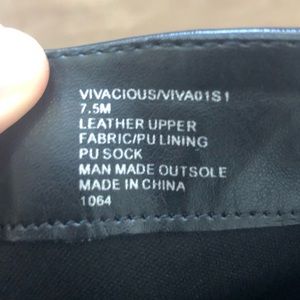 VIVACIOUS/VIVA01S1
7.5M
LEATHER UPPER
FABRIC/PU LINING
PU SOCK
MAN MADE OUTSOLE
MADE IN CHINA
1064